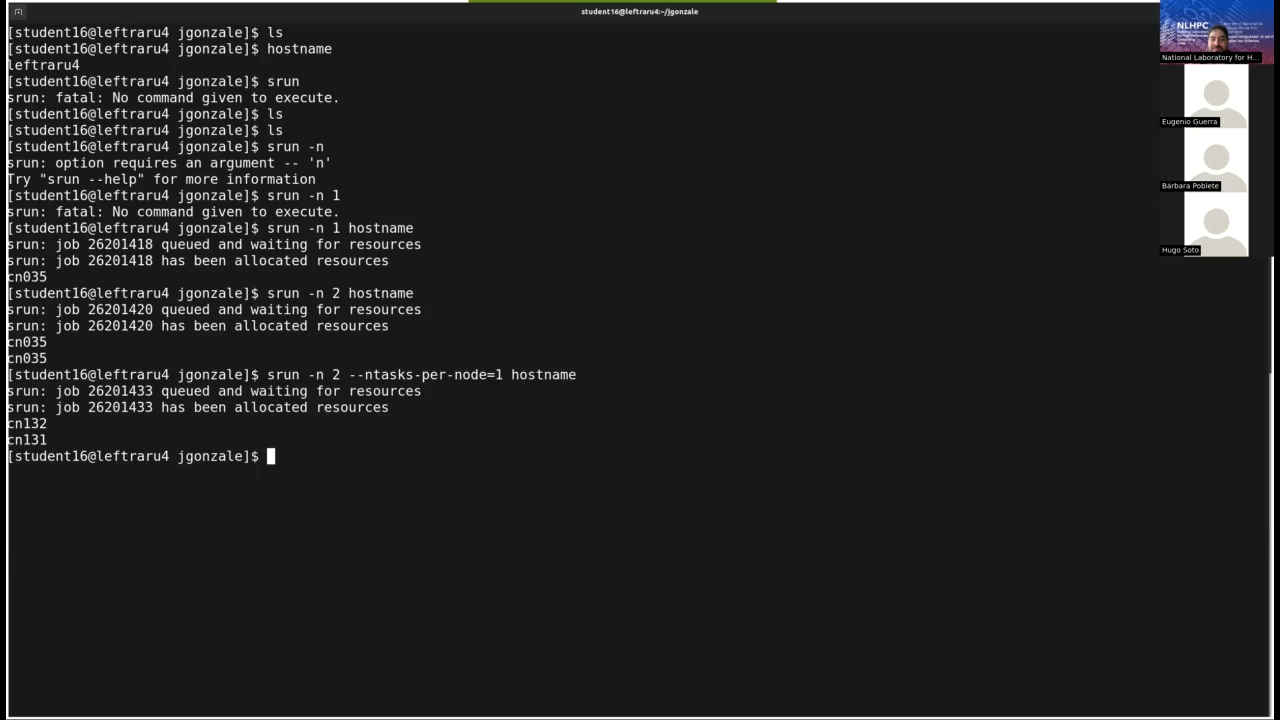 student16@leftraru4:~/jgonzale
[student16@leftraru4 jgonzale]$ ls
[student16@leftraru4 jgonzale]$ hostname
leftraru4
[student16@leftraru4 jgonzale]$ srun
srun: fatal: No command given to execute.
[student16@leftraru4 jgonzale]$ ls
[student16@leftraru4 jgonzale]$ ls
[student16@leftraru4 jgonzale]$ srun -n
srun: option requires an argument -- 'n'
Try "srun --help" for more information
[student16@leftraru4 jgonzale]$ srun -n 1
srun: fatal: No command given to execute.
[student16@leftraru4 jgonzale]$ srun -n 1 hostname
srun: job 26201418 queued and waiting for resources
srun: job 26201418 has been allocated resources
cn035
[student16@leftraru4 jgonzale]$ srun -n 2 hostname
srun: job 26201420 queued and waiting for resources
srun: job 26201420 has been allocated resources
cn035
cn035
[student16@leftraru4 jgonzale]$ srun -n 2 --ntasks-per-node=1 hostname
srun: job 26201433 queued and waiting for resources
srun: job 26201433 has been allocated resources
cn132
cn131
[student16@leftraru4 jgonzale]$
NLHPC
National Laboratory for H...
Eugenio Guerra
Bárbara Poblete
Hugo Soto